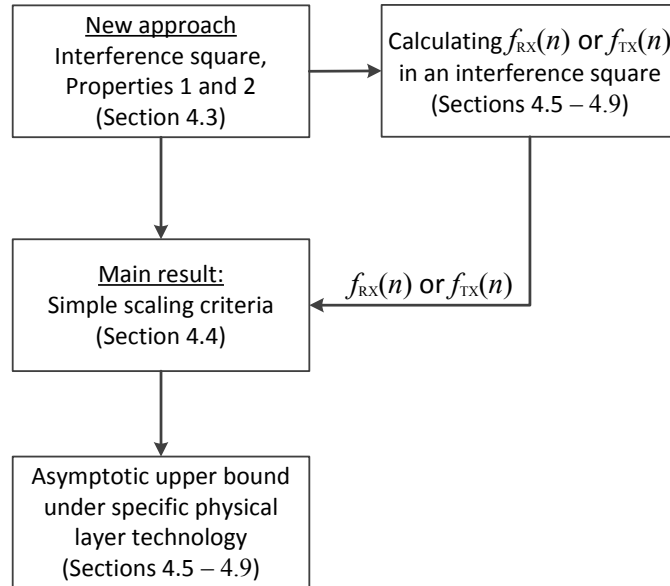 New approach
Interference square,
Properties 1 and 2
(Section 4.3)
Calculating fRX(n) or fTX(n)
in an interference square
(Sections 4.5 – 4.9)
Main result:
Simple scaling criteria
(Section 4.4)
fRX(n) or fTX(n)
Asymptotic upper bound
under specific physical
layer technology
(Sections 4.5 – 4.9)